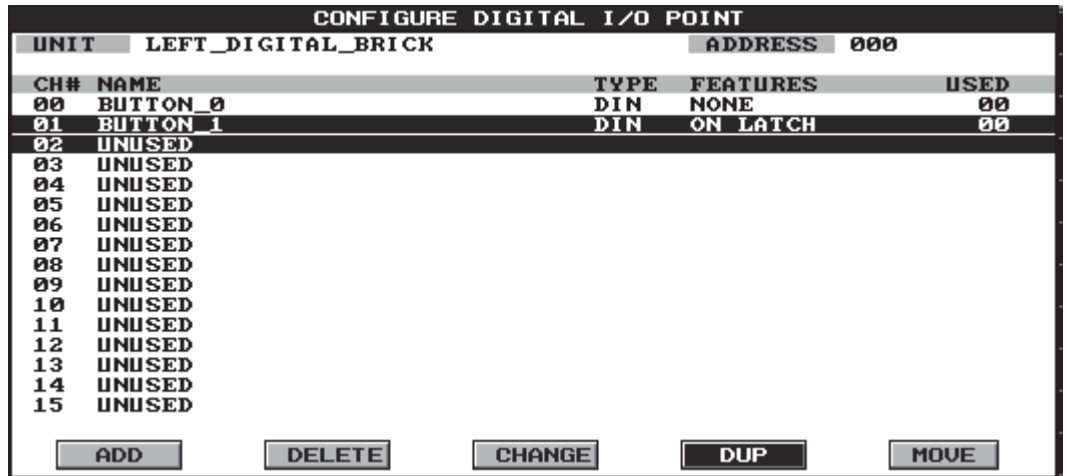 CONFIGURE DIGITAL I/O POINT
UNIT LEFT_DIGITAL_BRICK ADDRESS 000
CH# NAME TYPE FEATURES USED
00 BUTTON_0 DIN NONE 00
01 BUTTON_1 DIN ON LATCH 00
02 UNUSED
03 UNUSED
04 UNUSED
05 UNUSED
06 UNUSED
07 UNUSED
08 UNUSED
09 UNUSED
10 UNUSED
11 UNUSED
12 UNUSED
13 UNUSED
14 UNUSED
15 UNUSED
ADD DELETE CHANGE DUP MOVE